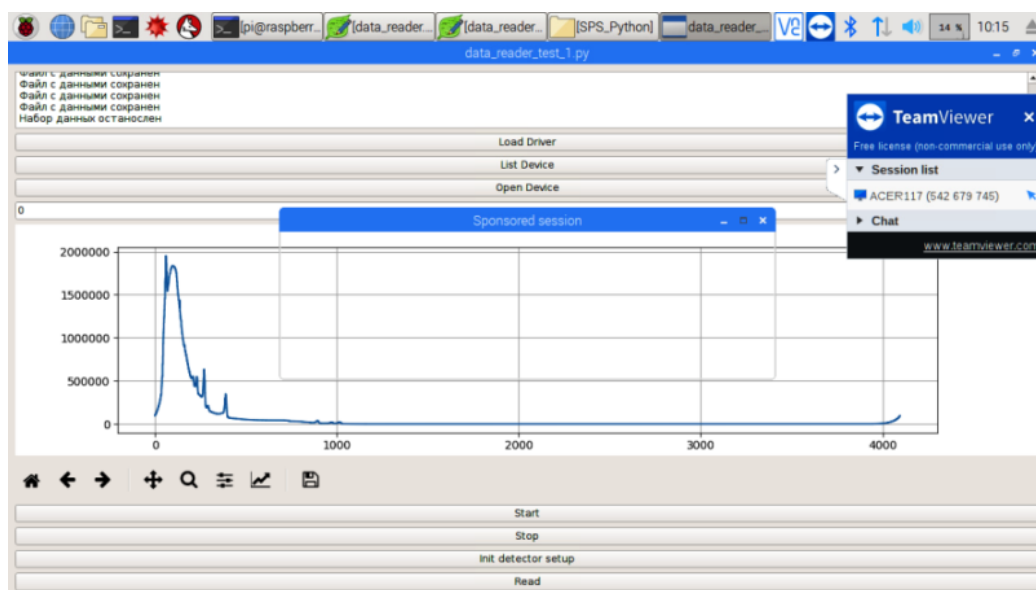 [pi@raspberr...
[data_reader...
[data_reader...
[SPS_Python]
data_reader_...
14 %
10:15
data_reader_test_1.py
Файл с данными сохранен
Файл с данными сохранен
Файл с данными сохранен
Файл с данными сохранен
Набор данных остановлен
Load Driver
List Device
Open Device
0
TeamViewer
Free license (non-commercial use only)
Session list
ACER117 (542 679 745)
Chat
www.teamviewer.com
Sponsored session
2000000
1500000
1000000
500000
0
0
1000
2000
3000
4000
Start
Stop
Init detector setup
Read